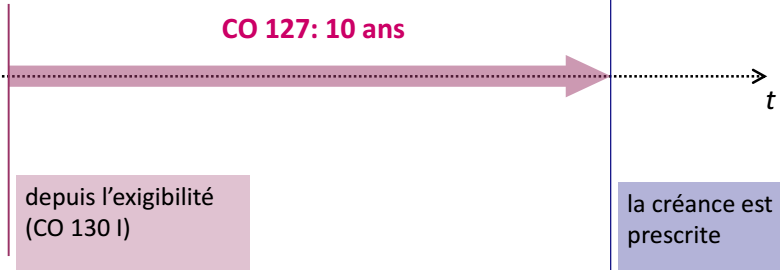 CO 127: 10 ans
t
depuis l’exigibilité
(CO 130 I)
la créance est
prescrite